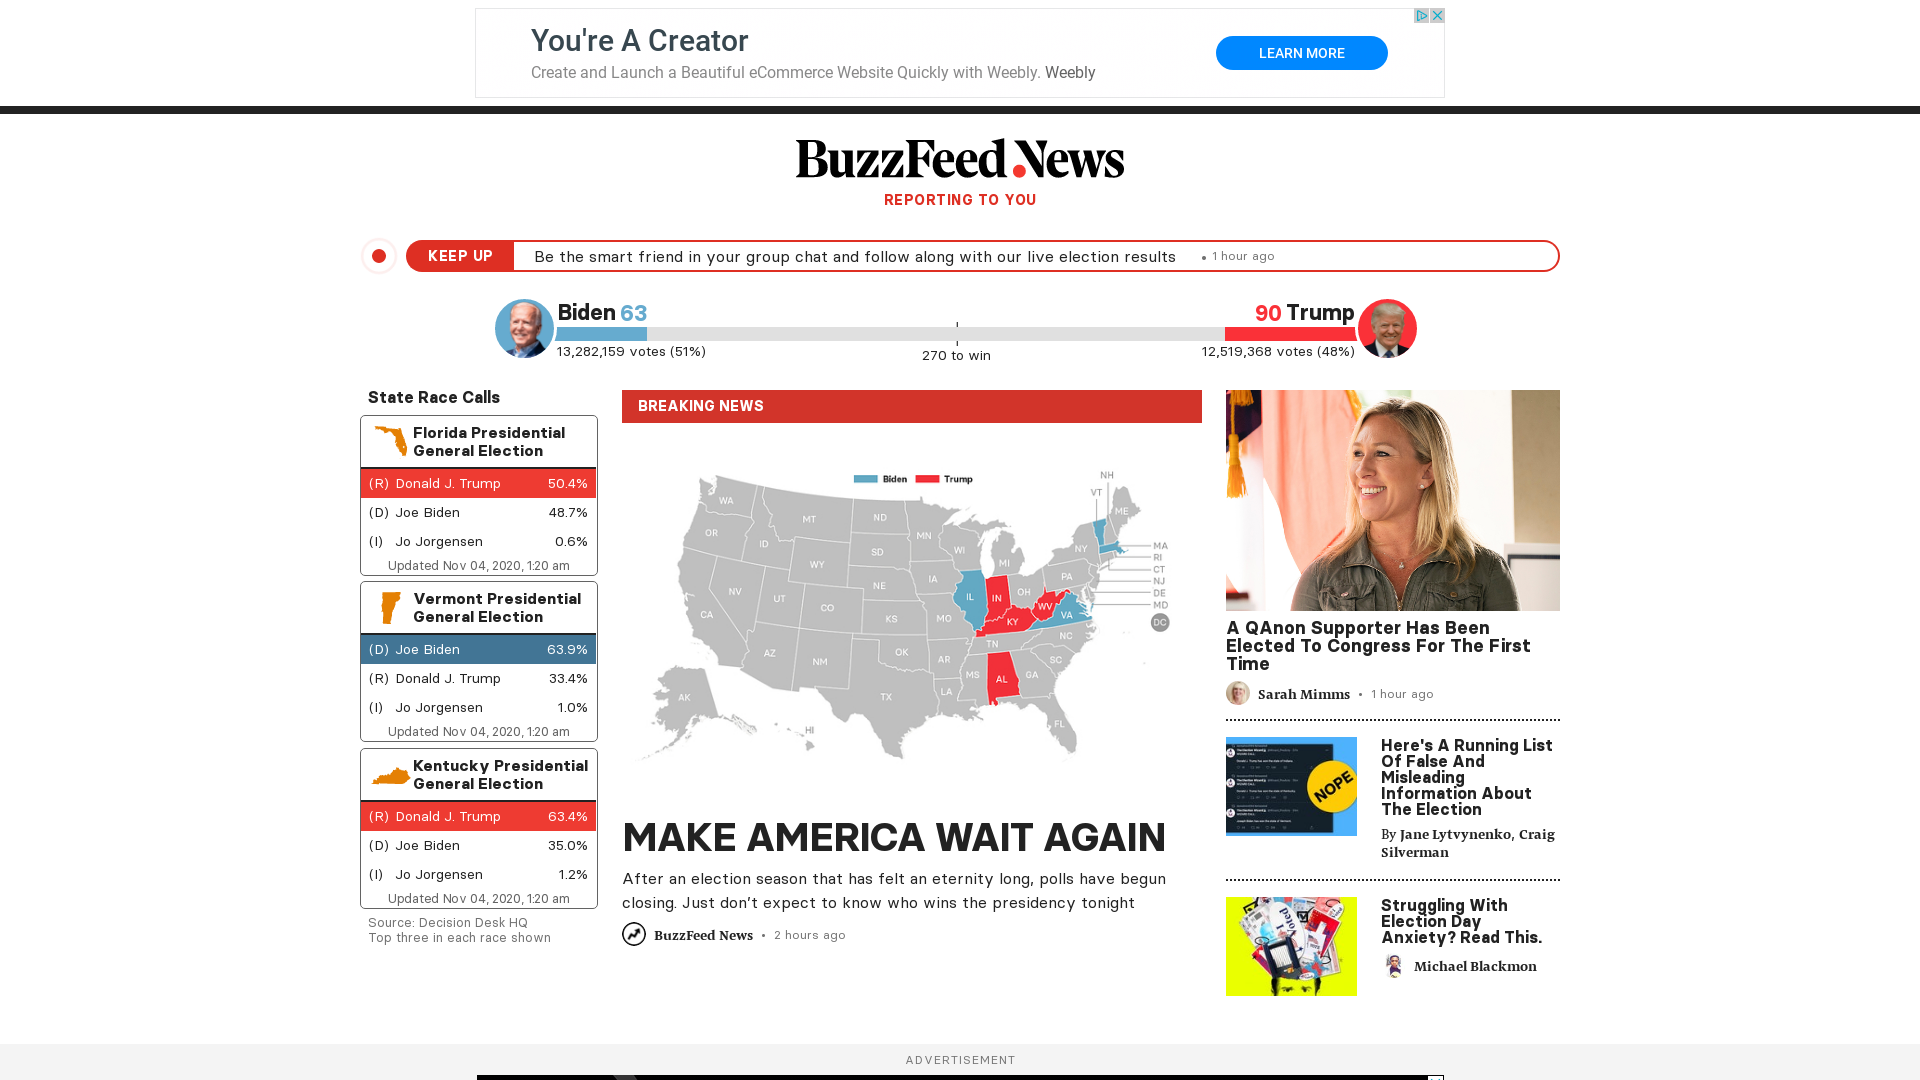 You're A Creator
Create and Launch a Beautiful eCommerce Website Quickly with Weebly. Weebly
LEARN MORE
BuzzFeed News
REPORTING TO YOU
KEEP UP
Be the smart friend in your group chat and follow along with our live election results • 1 hour ago
Biden 63
90 Trump
13,282,159 votes (51%)
270 to win
12,519,368 votes (48%)
State Race Calls
Florida Presidential
General Election
(R) Donald J. Trump 50.4%
(D) Joe Biden 48.7%
(I) Jo Jorgensen 0.6%
Updated Nov 04, 2020, 1:20 am
Vermont Presidential
General Election
(D) Joe Biden 63.9%
(R) Donald J. Trump 33.4%
(I) Jo Jorgensen 1.0%
Updated Nov 04, 2020, 1:20 am
Kentucky Presidential
General Election
(R) Donald J. Trump 63.4%
(D) Joe Biden 35.0%
(I) Jo Jorgensen 1.2%
Updated Nov 04, 2020, 1:20 am
Source: Decision Desk HQ
Top three in each race shown
BREAKING NEWS
Biden Trump
NH
VT
ME
WA
MT
ND
MN
OR
ID
SD
WI
NY
MA
RI
CT
NJ
DE
MD
DC
WY
MI
PA
IA
NE
NV
UT
CO
IL
IN
OH
WV
VA
CA
KS
MO
KY
NC
TN
AZ
NM
OK
AR
SC
MS
AL
GA
LA
TX
AK
HI
FL
MAKE AMERICA WAIT AGAIN
After an election season that has felt an eternity long, polls have begun
closing. Just don’t expect to know who wins the presidency tonight
BuzzFeed News • 2 hours ago
A QAnon Supporter Has Been
Elected To Congress For The First
Time
Sarah Mimms • 1 hour ago
NOPE
Here's A Running List
Of False And
Misleading
Information About
The Election
By Jane Lytvynenko, Craig
Silverman
I Voted
Struggling With
Election Day
Anxiety? Read This.
Michael Blackmon
ADVERTISEMENT